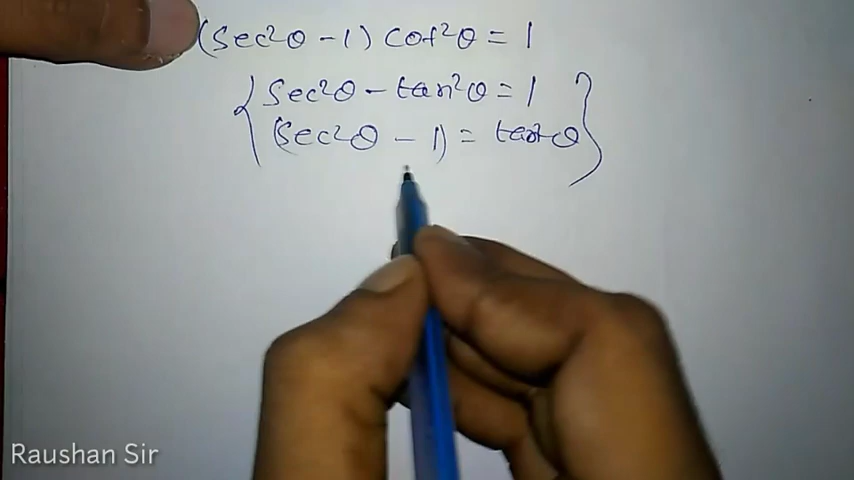 (sec²θ - 1) cot²θ = 1
{ sec²θ - tan²θ = 1
(sec²θ - 1) = tan²θ }
Raushan Sir